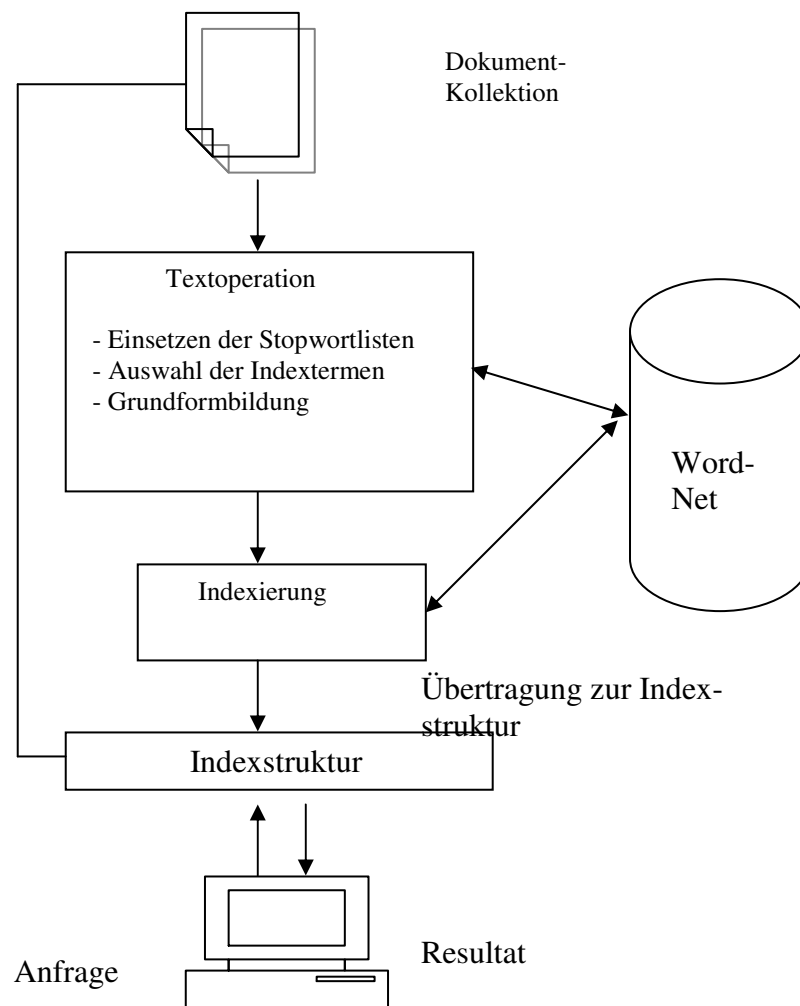 Dokument-
Kollektion
Textoperation
- Einsetzen der Stopwortlisten
- Auswahl der Indextermen
- Grundformbildung
Word-
Net
Indexierung
Übertragung zur Index-
struktur
Indexstruktur
Resultat
Anfrage